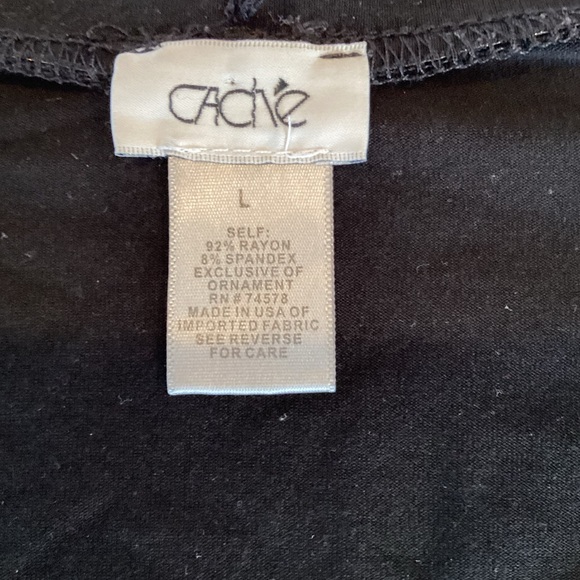 CACHé
L
SELF:
92% RAYON
8% SPANDEX
EXCLUSIVE OF
ORNAMENT
RN # 74578
MADE IN USA OF
IMPORTED FABRIC
SEE REVERSE
FOR CARE